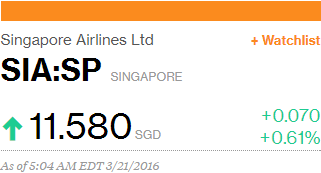 Singapore Airlines Ltd + Watchlist
SIA:SP SINGAPORE
11.580 SGD +0.070
+0.61%
As of 5:04 AM EDT 3/21/2016